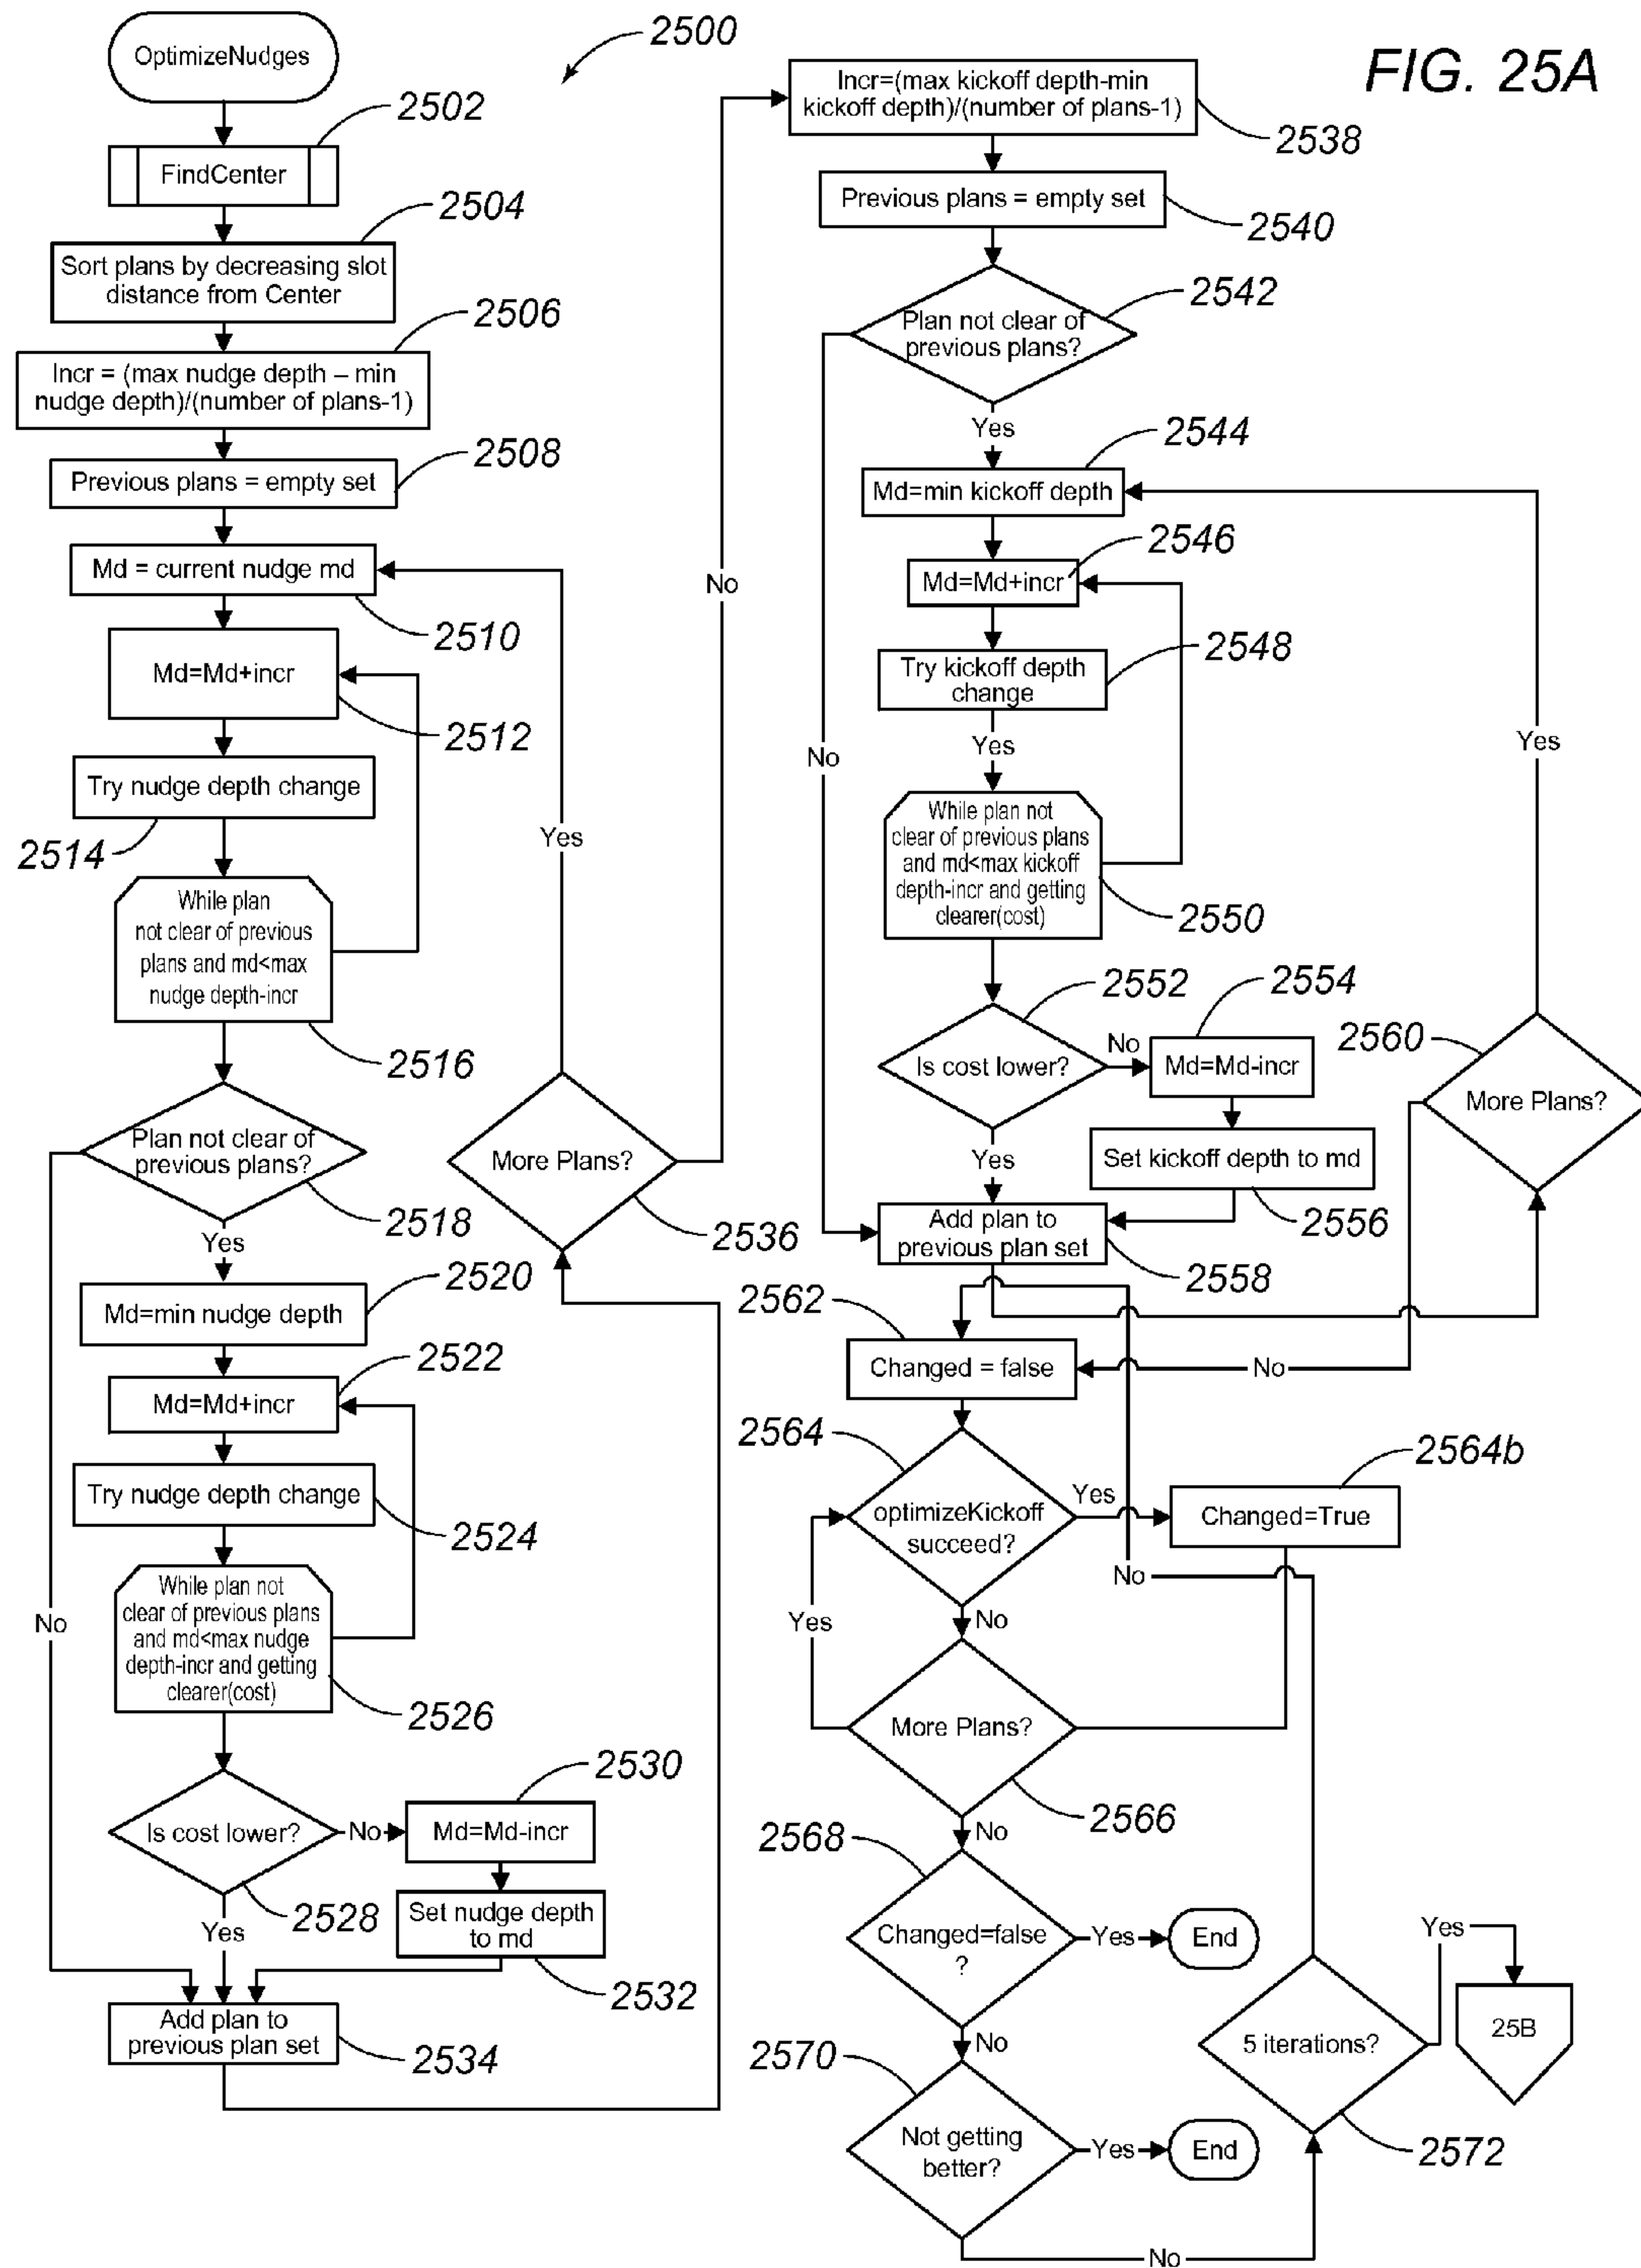 FIG. 25A
2500
OptimizeNudges
2502
FindCenter
2504
Sort plans by decreasing slot
distance from Center
2506
Incr = (max nudge depth – min
nudge depth)/(number of plans-1)
2508
Previous plans = empty set
Md = current nudge md
2510
Md=Md+incr
2512
Try nudge depth change
2514
While plan
not clear of previous
plans and md<max
nudge depth-incr
2516
Plan not clear of
previous plans?
2518
Yes
No
2520
Md=min nudge depth
2522
Md=Md+incr
Try nudge depth change
2524
While plan not
clear of previous plans
and md<max nudge
depth-incr and getting
clearer(cost)
2526
Is cost lower?
2528
No
2530
Md=Md-incr
Set nudge depth
to md
2532
Yes
Add plan to
previous plan set
2534
More Plans?
2536
Yes
No
Incr=(max kickoff depth-min
kickoff depth)/(number of plans-1)
2538
Previous plans = empty set
2540
2542
Plan not clear of
previous plans?
Yes
No
2544
Md=min kickoff depth
2546
Md=Md+incr
2548
Try kickoff depth
change
Yes
While plan not
clear of previous plans
and md<max kickoff
depth-incr and getting
clearer(cost)
2550
2552
Is cost lower?
No
2554
Md=Md-incr
Set kickoff depth to md
2556
Yes
Add plan to
previous plan set
2558
2560
More Plans?
Yes
No
2562
Changed = false
2564
optimizeKickoff
succeed?
Yes
2564b
Changed=True
No
No
Yes
More Plans?
2566
No
2568
Changed=false
?
Yes
End
No
2570
Not getting
better?
Yes
End
No
5 iterations?
2572
Yes
25B